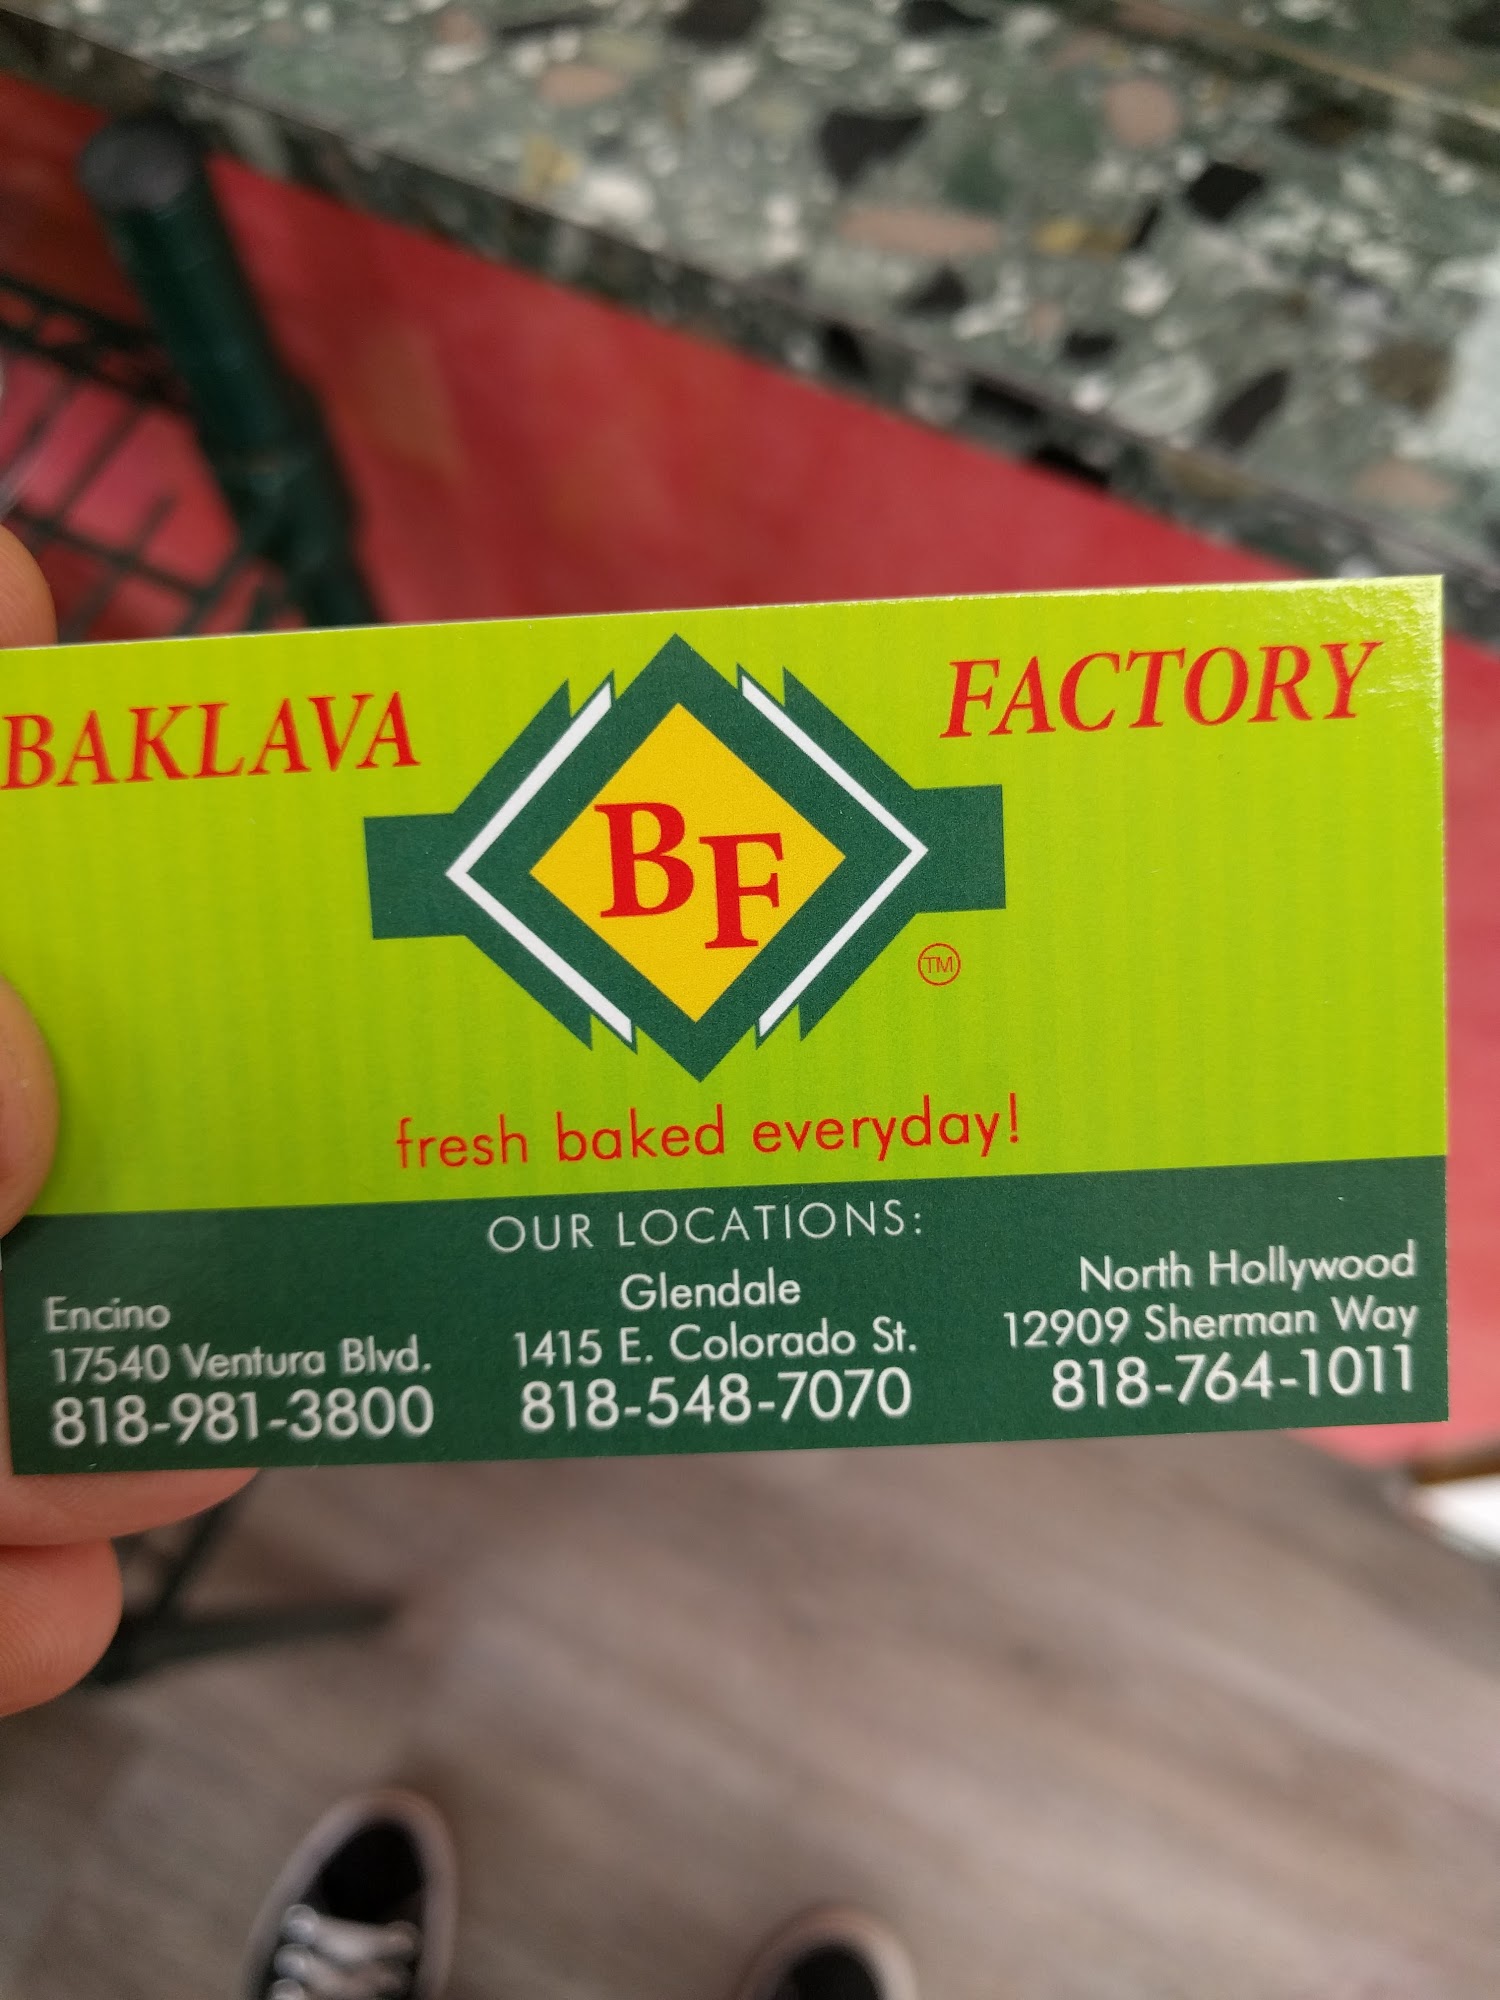 BAKLAVA FACTORY
BF
TM
fresh baked everyday!
OUR LOCATIONS:
Encino
17540 Ventura Blvd.
818-981-3800
Glendale
1415 E. Colorado St.
818-548-7070
North Hollywood
12909 Sherman Way
818-764-1011